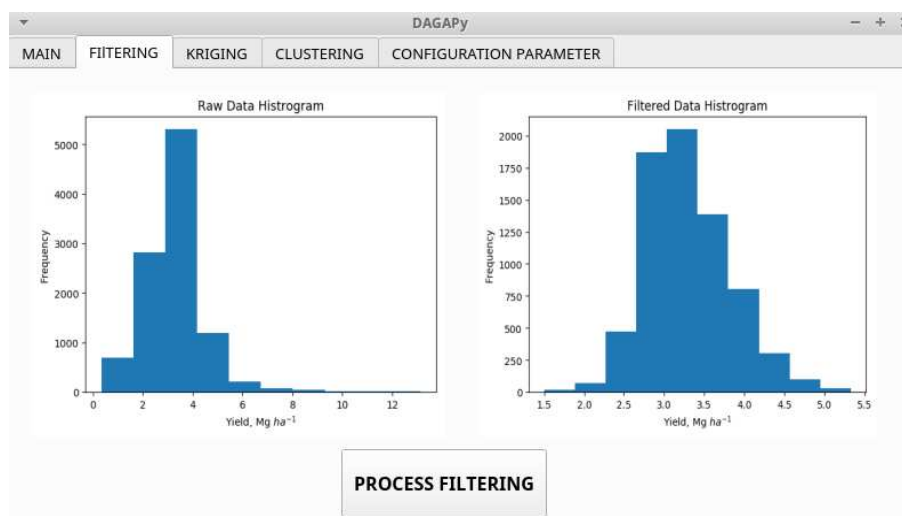 DAGAPy
MAIN FIlTERING KRIGING CLUSTERING CONFIGURATION PARAMETER
Raw Data Histrogram
5000
4000
3000
2000
1000
0
Frequency
0 2 4 6 8 10 12
Yield, Mg ha⁻¹
Filtered Data Histrogram
2000
1750
1500
1250
1000
750
500
250
0
Frequency
1.5 2.0 2.5 3.0 3.5 4.0 4.5 5.0 5.5
Yield, Mg ha⁻¹
PROCESS FILTERING